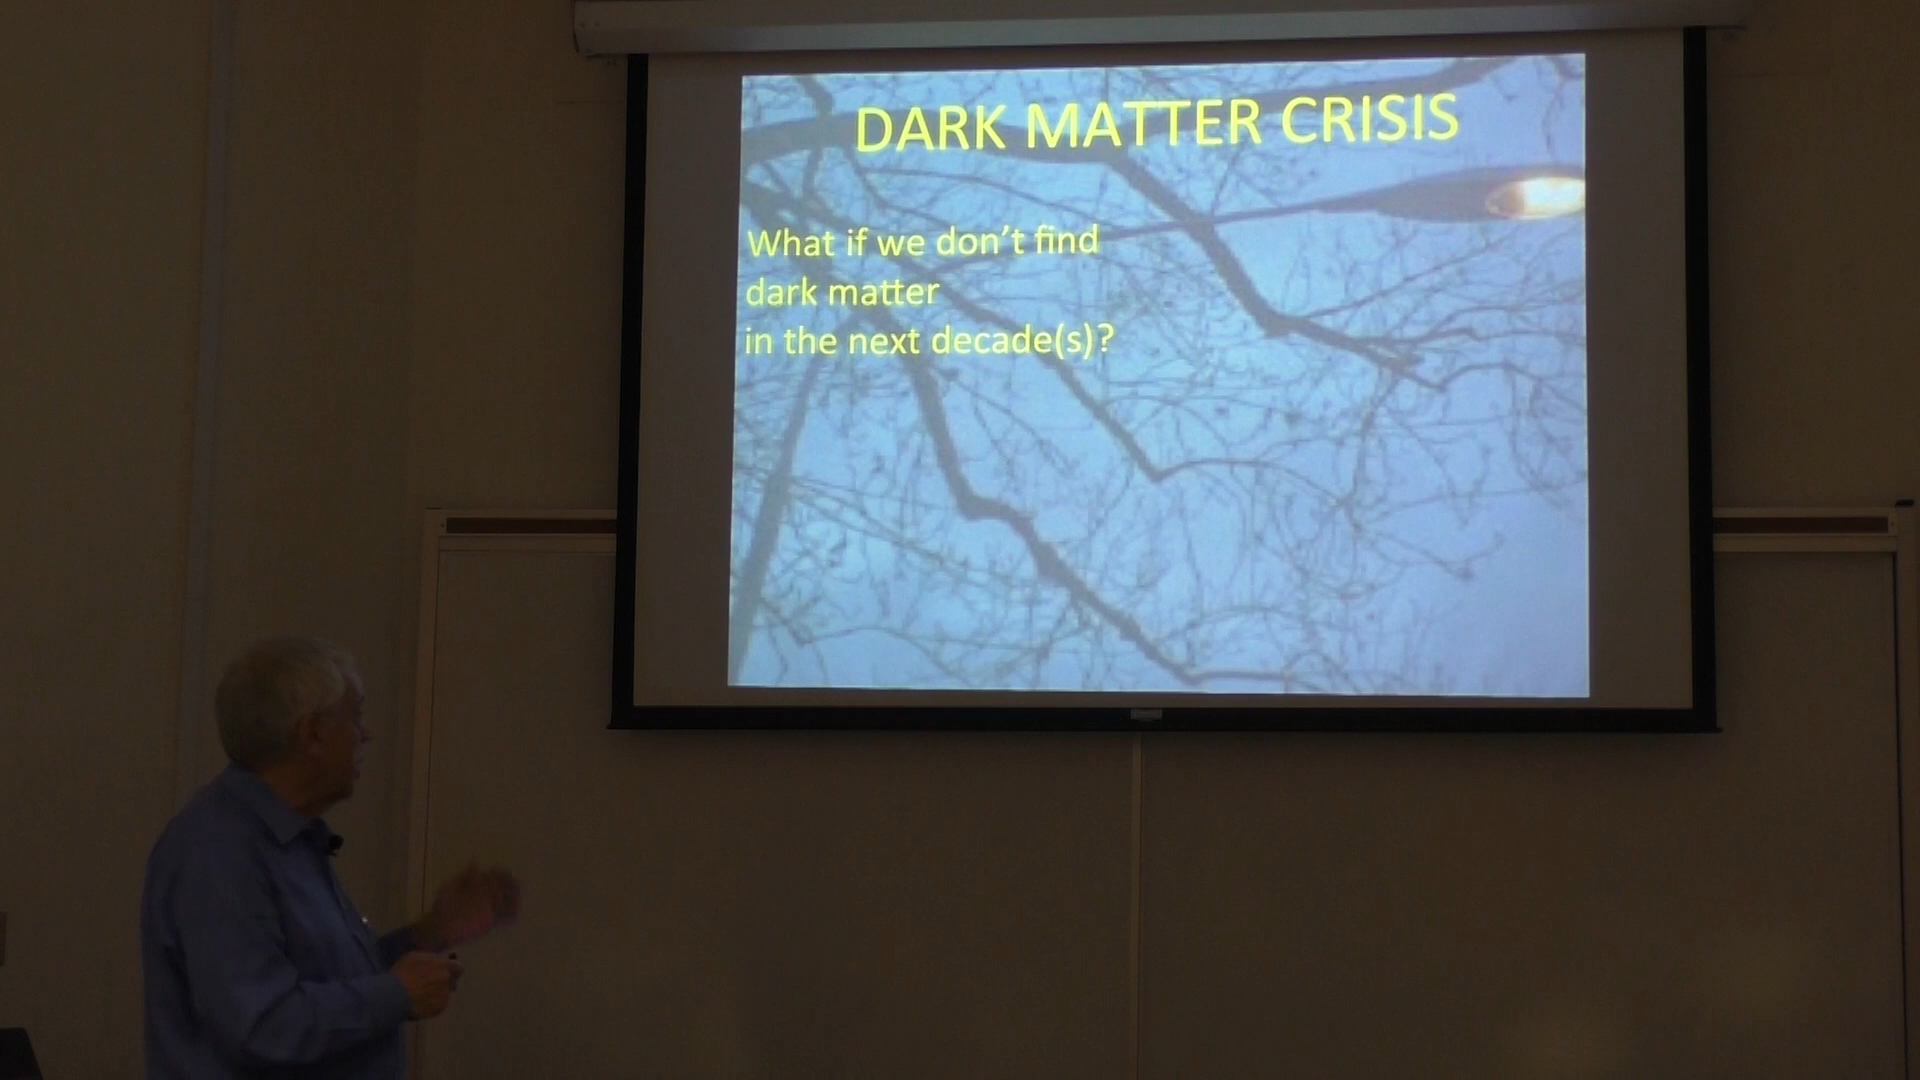 DARK MATTER CRISIS
What if we don't find
dark matter
in the next decade(s)?